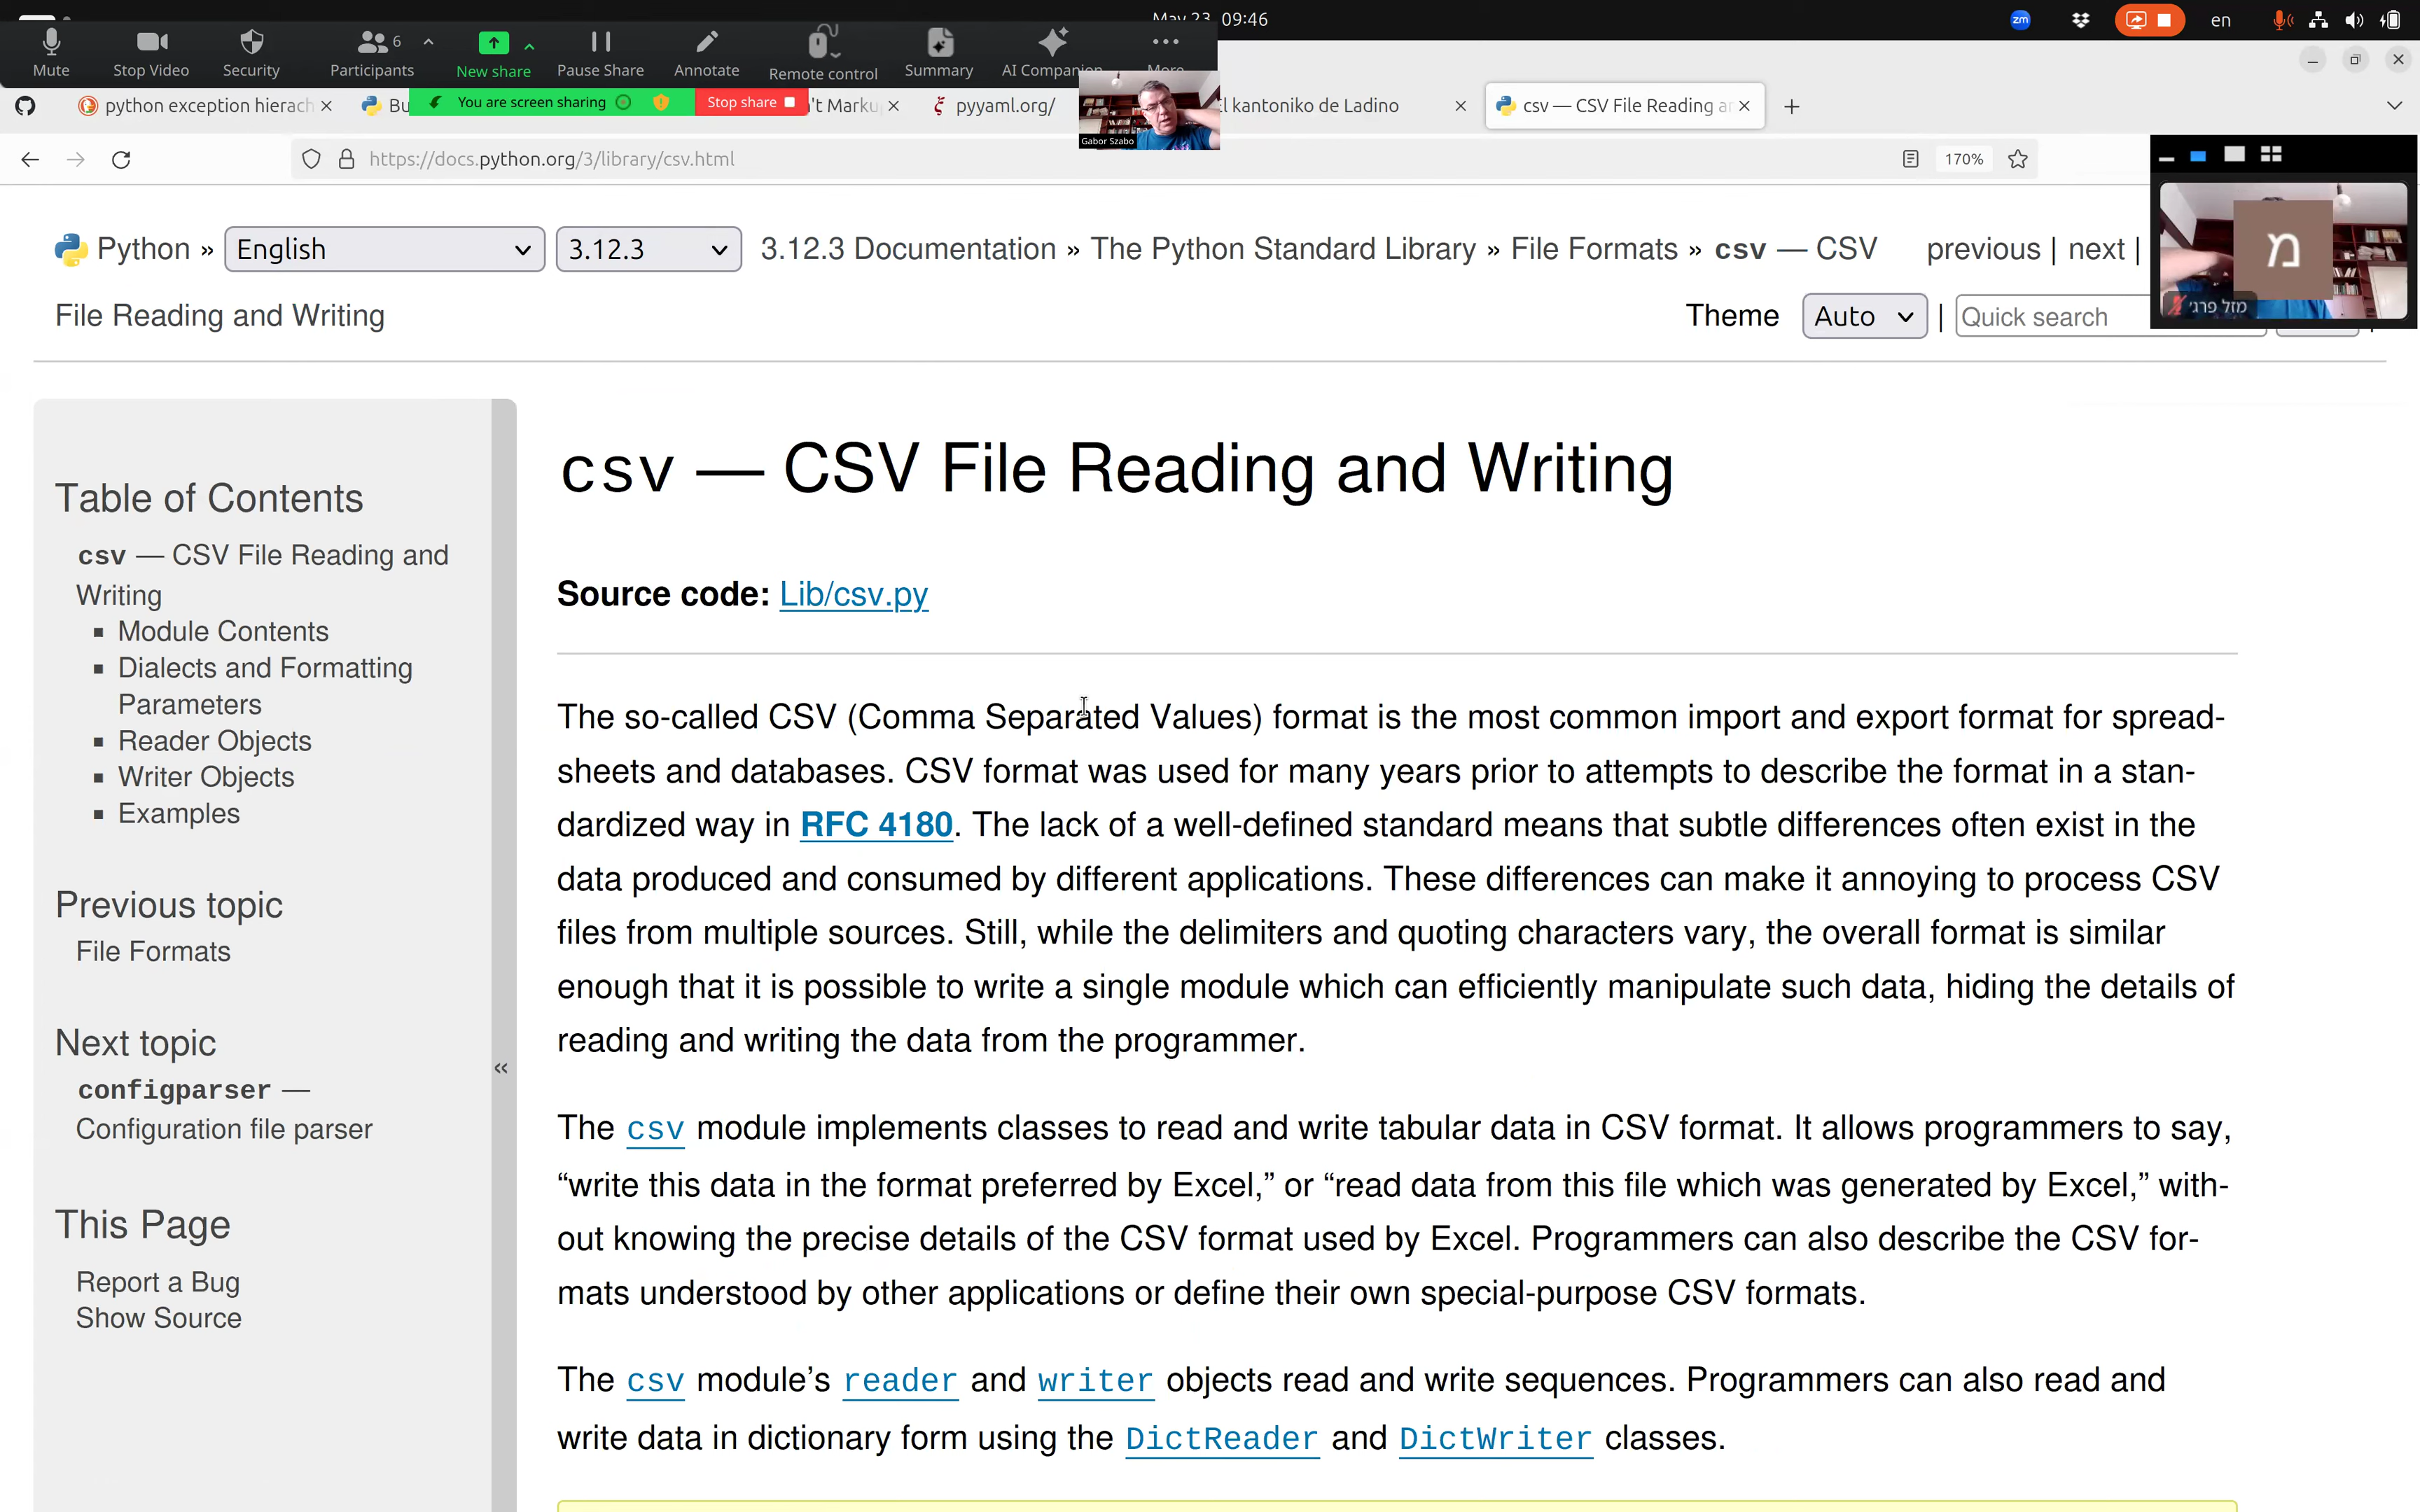 May 23 09:46
zm
en
Mute
Stop Video
Security
Participants
6
New share
Pause Share
Annotate
Remote control
Summary
AI Companion
More
python exception hierach
Bu
You are screen sharing
Stop share
't Marku
pyyaml.org/
Gabor Szabo
l kantoniko de Ladino
csv — CSV File Reading ar
https://docs.python.org/3/library/csv.html
170%
מ
מזל פרג׳
Python » English 3.12.3 3.12.3 Documentation » The Python Standard Library » File Formats » csv — CSV
File Reading and Writing
previous | next |
Theme Auto | Quick search
Table of Contents
csv — CSV File Reading and
Writing
Module Contents
Dialects and Formatting
Parameters
Reader Objects
Writer Objects
Examples
Previous topic
File Formats
Next topic
configparser —
Configuration file parser
This Page
Report a Bug
Show Source
«
csv — CSV File Reading and Writing
Source code: Lib/csv.py
The so-called CSV (Comma Separated Values) format is the most common import and export format for spread-
sheets and databases. CSV format was used for many years prior to attempts to describe the format in a stan-
dardized way in RFC 4180. The lack of a well-defined standard means that subtle differences often exist in the
data produced and consumed by different applications. These differences can make it annoying to process CSV
files from multiple sources. Still, while the delimiters and quoting characters vary, the overall format is similar
enough that it is possible to write a single module which can efficiently manipulate such data, hiding the details of
reading and writing the data from the programmer.
The csv module implements classes to read and write tabular data in CSV format. It allows programmers to say,
“write this data in the format preferred by Excel,” or “read data from this file which was generated by Excel,” with-
out knowing the precise details of the CSV format used by Excel. Programmers can also describe the CSV for-
mats understood by other applications or define their own special-purpose CSV formats.
The csv module’s reader and writer objects read and write sequences. Programmers can also read and
write data in dictionary form using the DictReader and DictWriter classes.